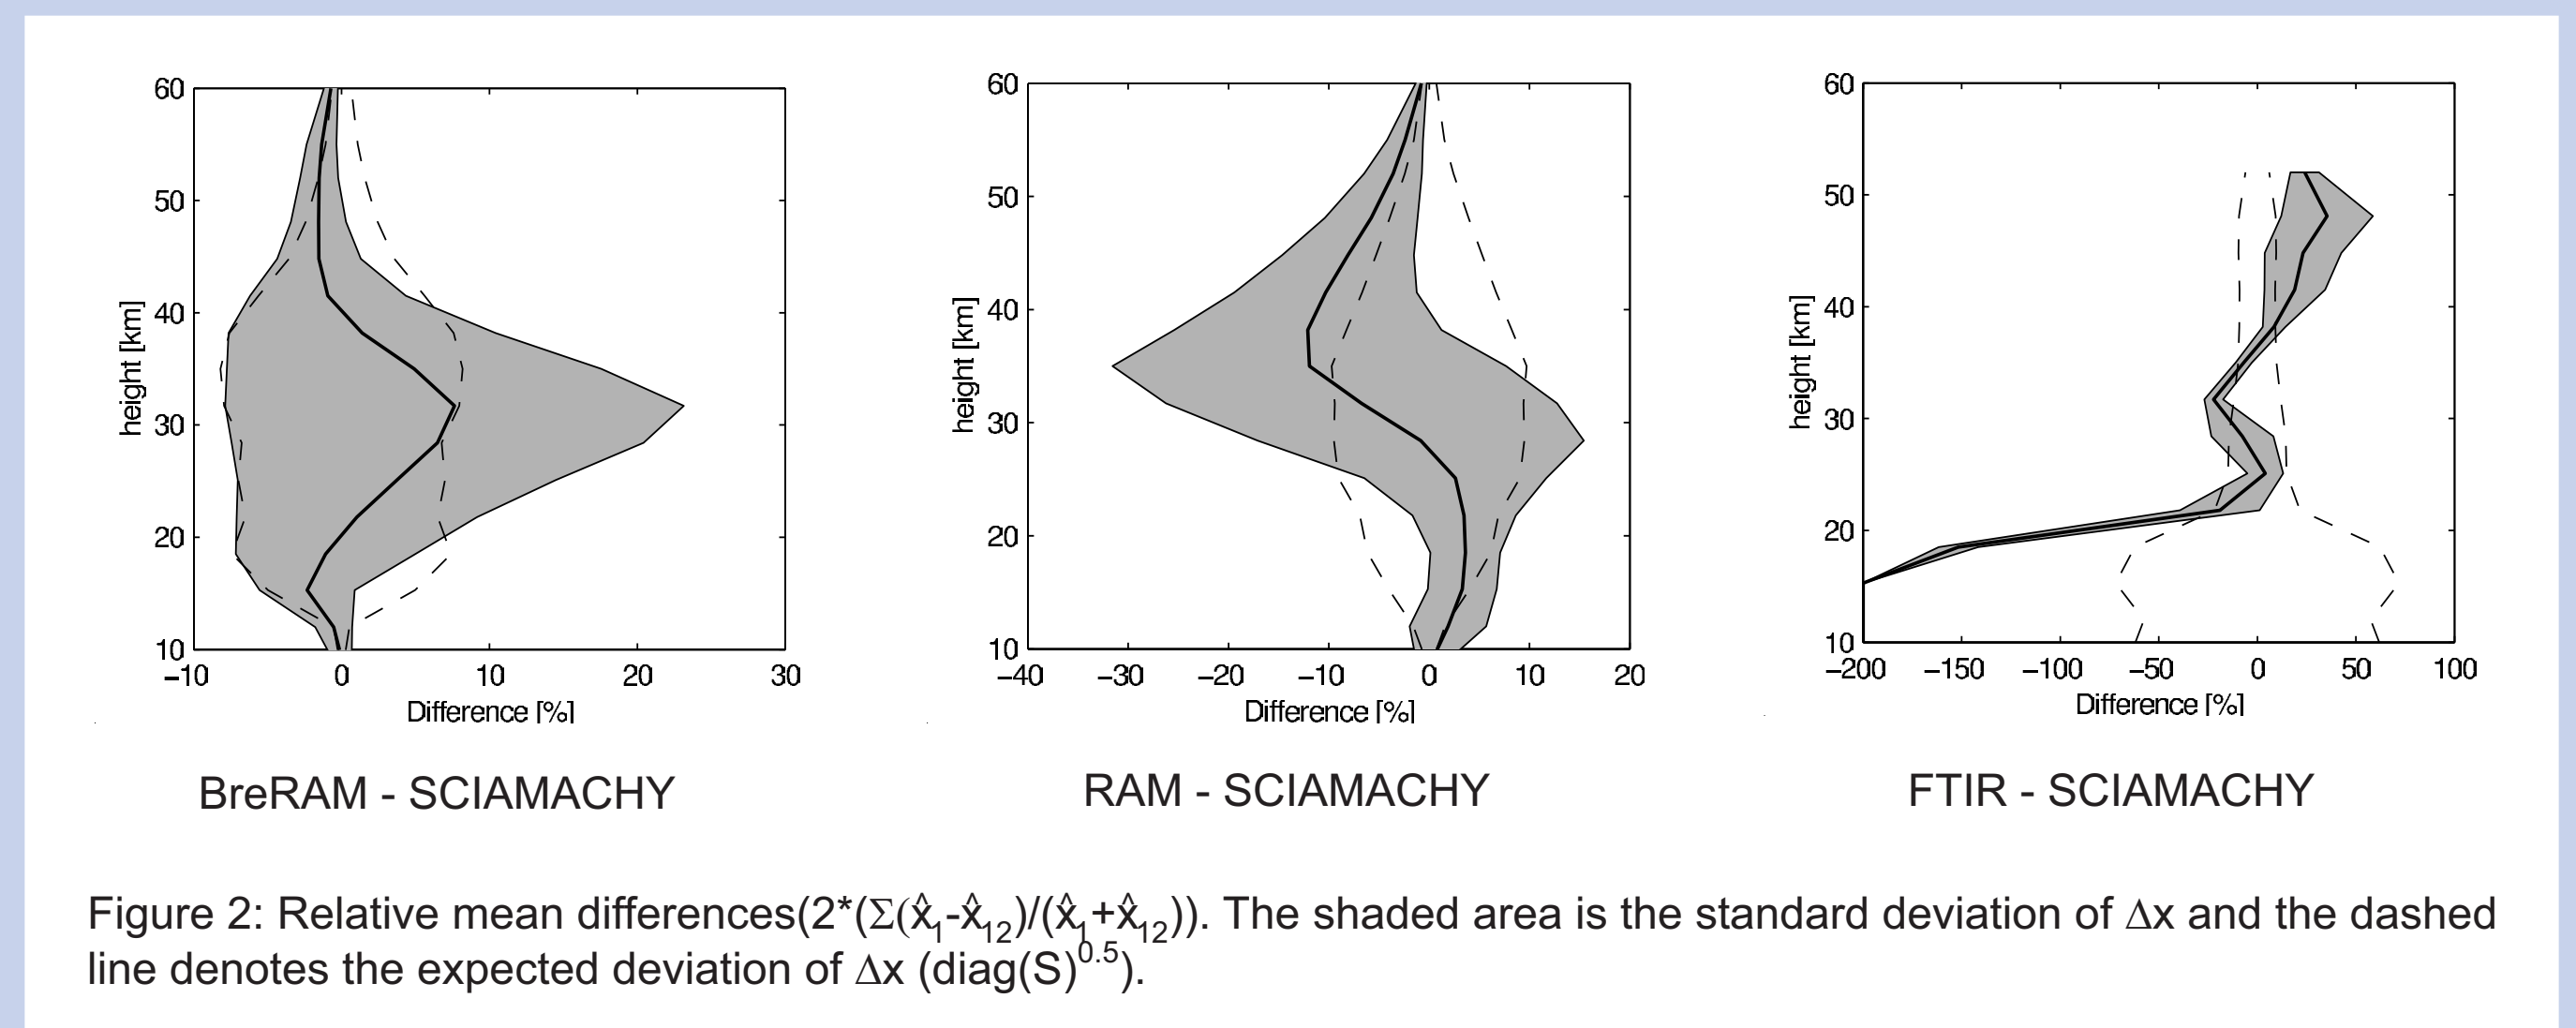 60
50
40
30
20
10
height [km]
−10 0 10 20 30
Difference [%]
BreRAM - SCIAMACHY
60
50
40
30
20
10
height [km]
−40 −30 −20 −10 0 10 20
Difference [%]
RAM - SCIAMACHY
60
50
40
30
20
10
height [km]
−200 −150 −100 −50 0 50 100
Difference [%]
FTIR - SCIAMACHY
Figure 2: Relative mean differences(2*(Σ(x̂1-x̂12)/(x̂1+x̂12)). The shaded area is the standard deviation of Δx and the dashed
line denotes the expected deviation of Δx (diag(S)^0.5).